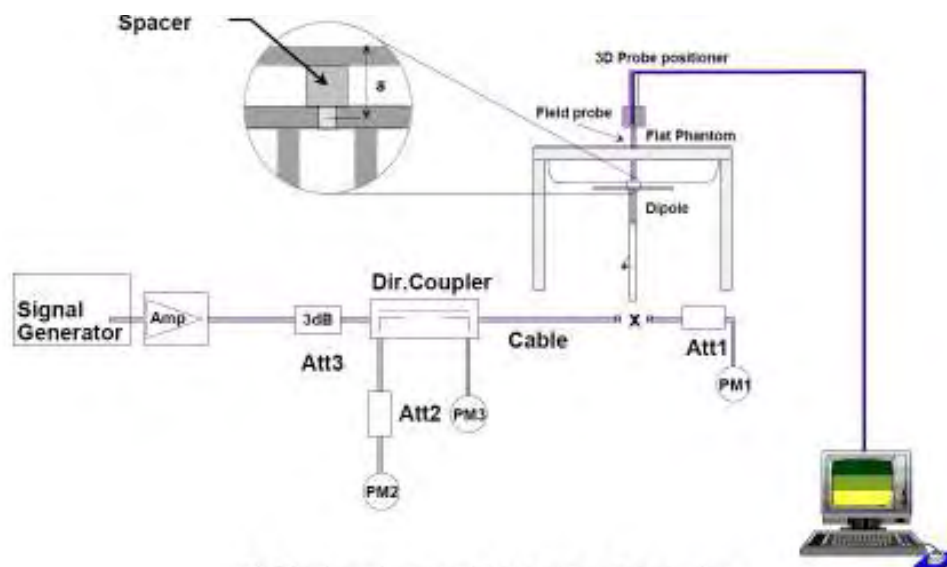 Spacer
3D Probe positioner
Field probe
Flat Phantom
Dipole
Signal
Generator
Amp
3dB
Att3
Dir.Coupler
Cable
Att1
PM1
Att2
PM3
PM2